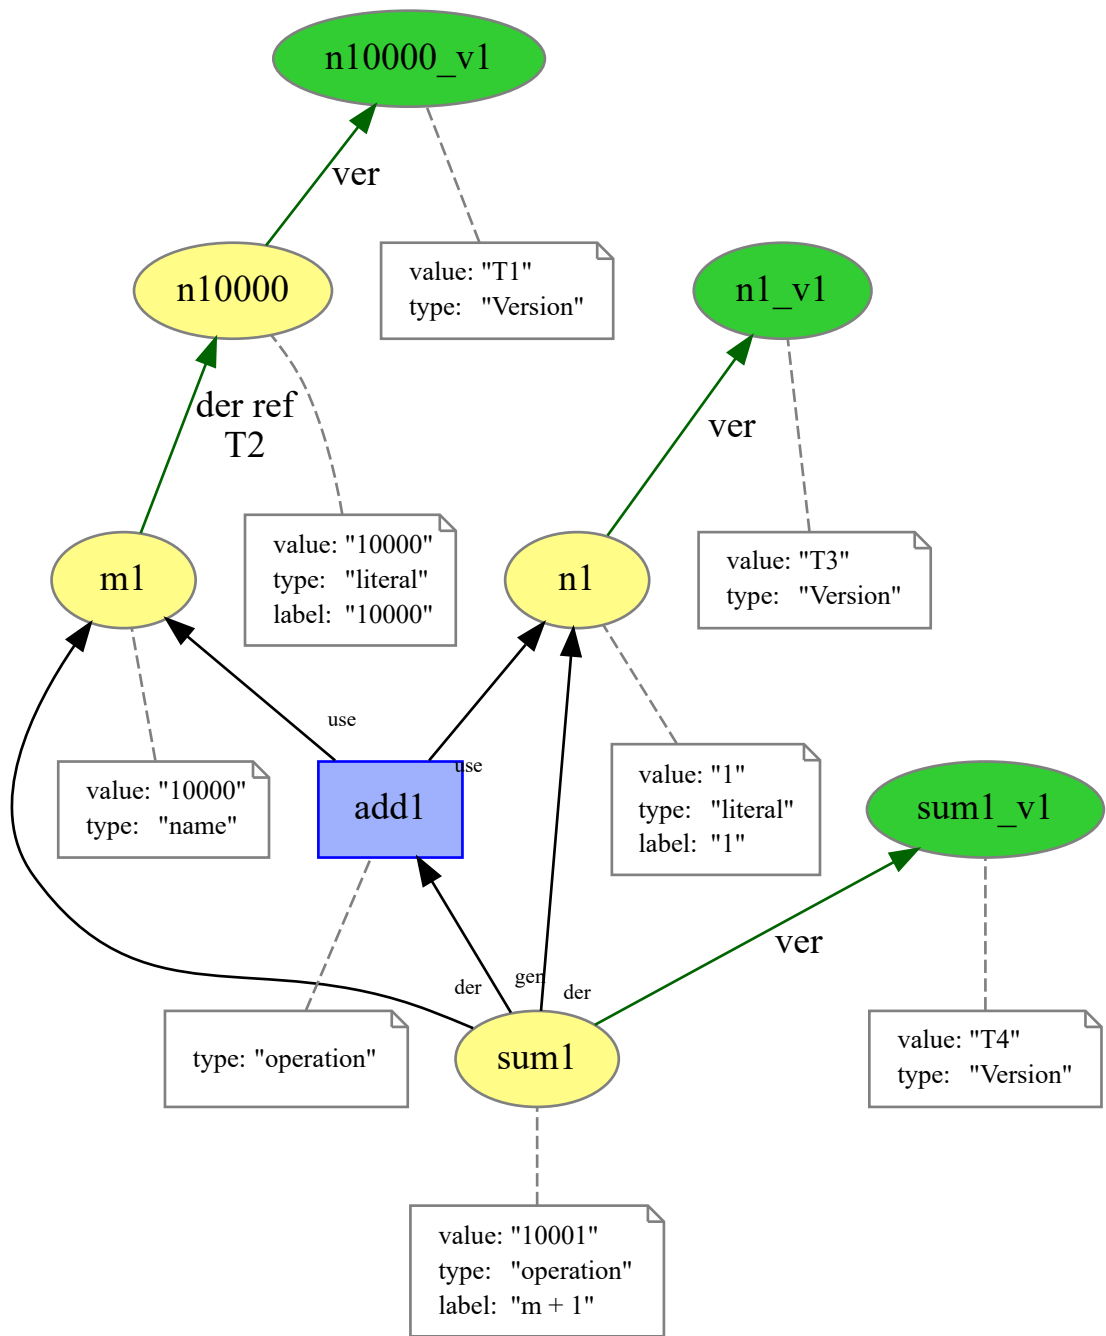 n10000_v1
ver
n10000
value: "T1"
type: "Version"
n1_v1
der ref
T2
ver
value: "10000"
type: "literal"
label: "10000"
m1
n1
value: "T3"
type: "Version"
use
use
value: "10000"
type: "name"
add1
value: "1"
type: "literal"
label: "1"
sum1_v1
ver
der
gen
der
type: "operation"
sum1
value: "T4"
type: "Version"
value: "10001"
type: "operation"
label: "m + 1"